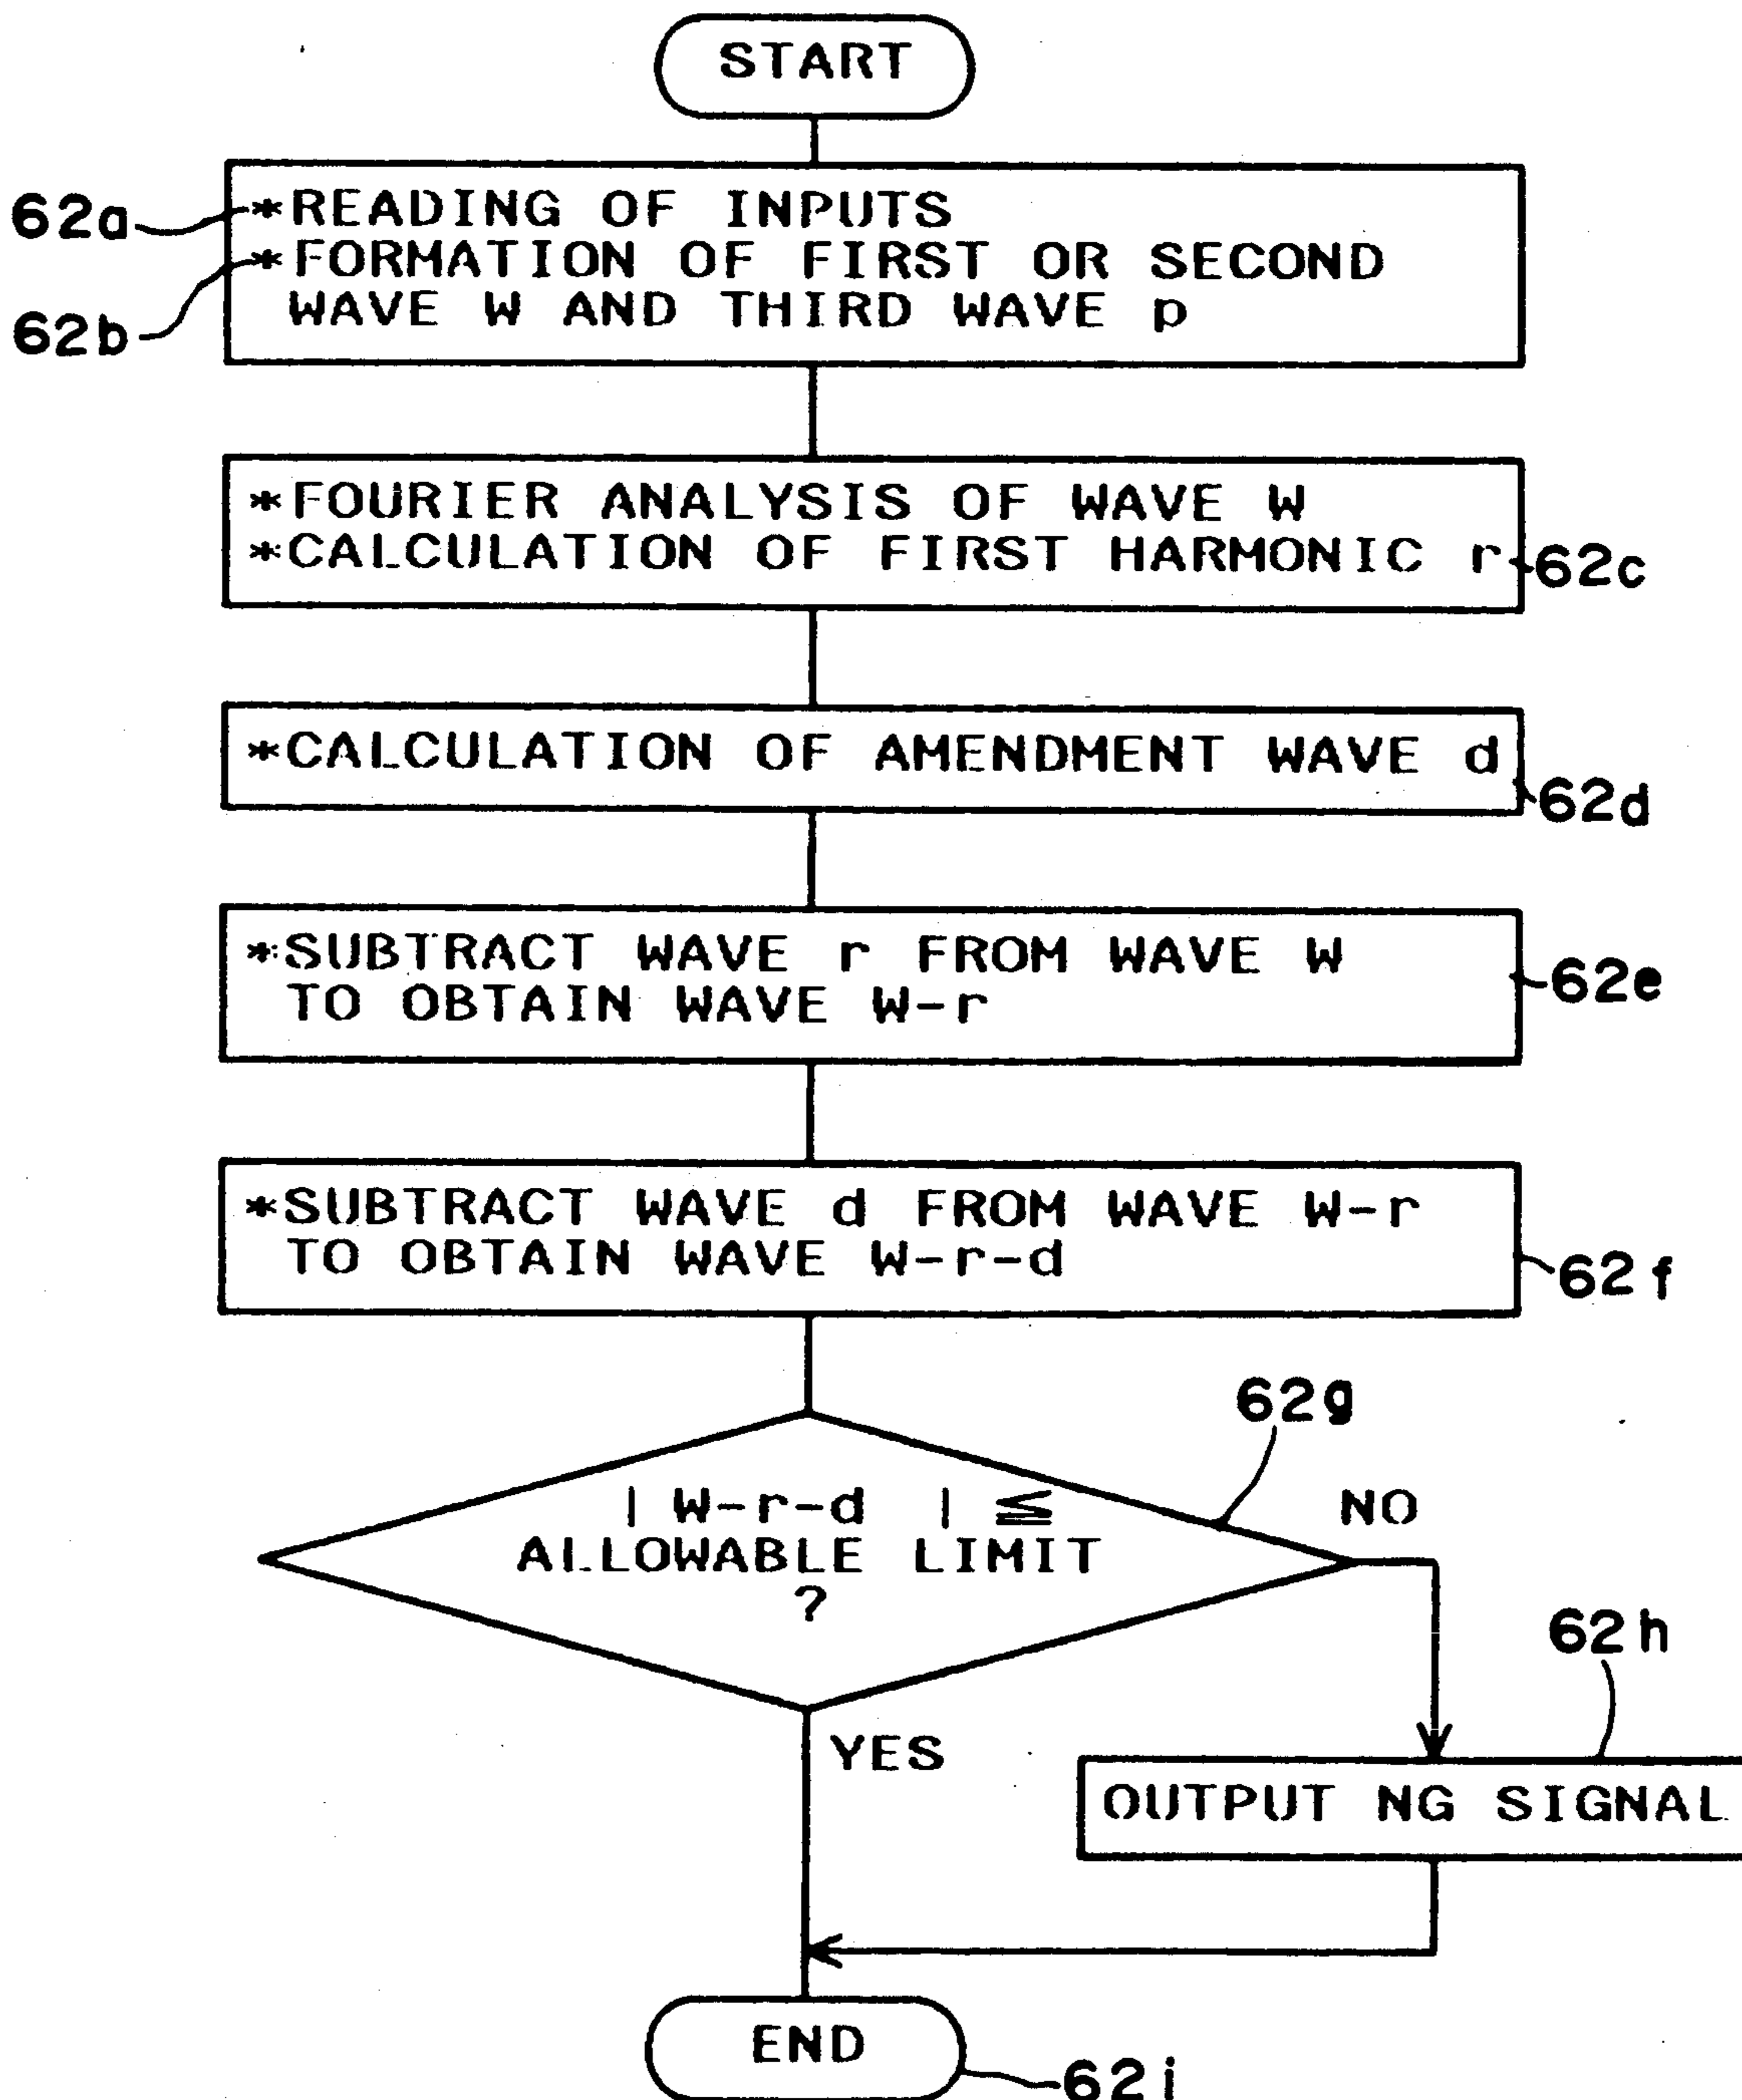 START
62a
*READING OF INPUTS
*FORMATION OF FIRST OR SECOND
WAVE W AND THIRD WAVE p
62b
*FOURIER ANALYSIS OF WAVE W
*CALCULATION OF FIRST HARMONIC r
62c
*CALCULATION OF AMENDMENT WAVE d
62d
*SUBTRACT WAVE r FROM WAVE W
TO OBTAIN WAVE W-r
62e
*SUBTRACT WAVE d FROM WAVE W-r
TO OBTAIN WAVE W-r-d
62f
62g
| W-r-d | ≦
ALLOWABLE LIMIT
?
NO
YES
62h
OUTPUT NG SIGNAL
END
62i